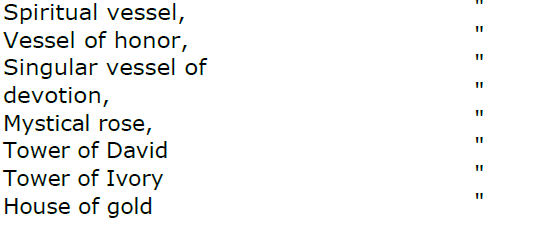 Spiritual vessel, "
Vessel of honor, "
Singular vessel of "
devotion, "
Mystical rose, "
Tower of David "
Tower of Ivory "
House of gold "